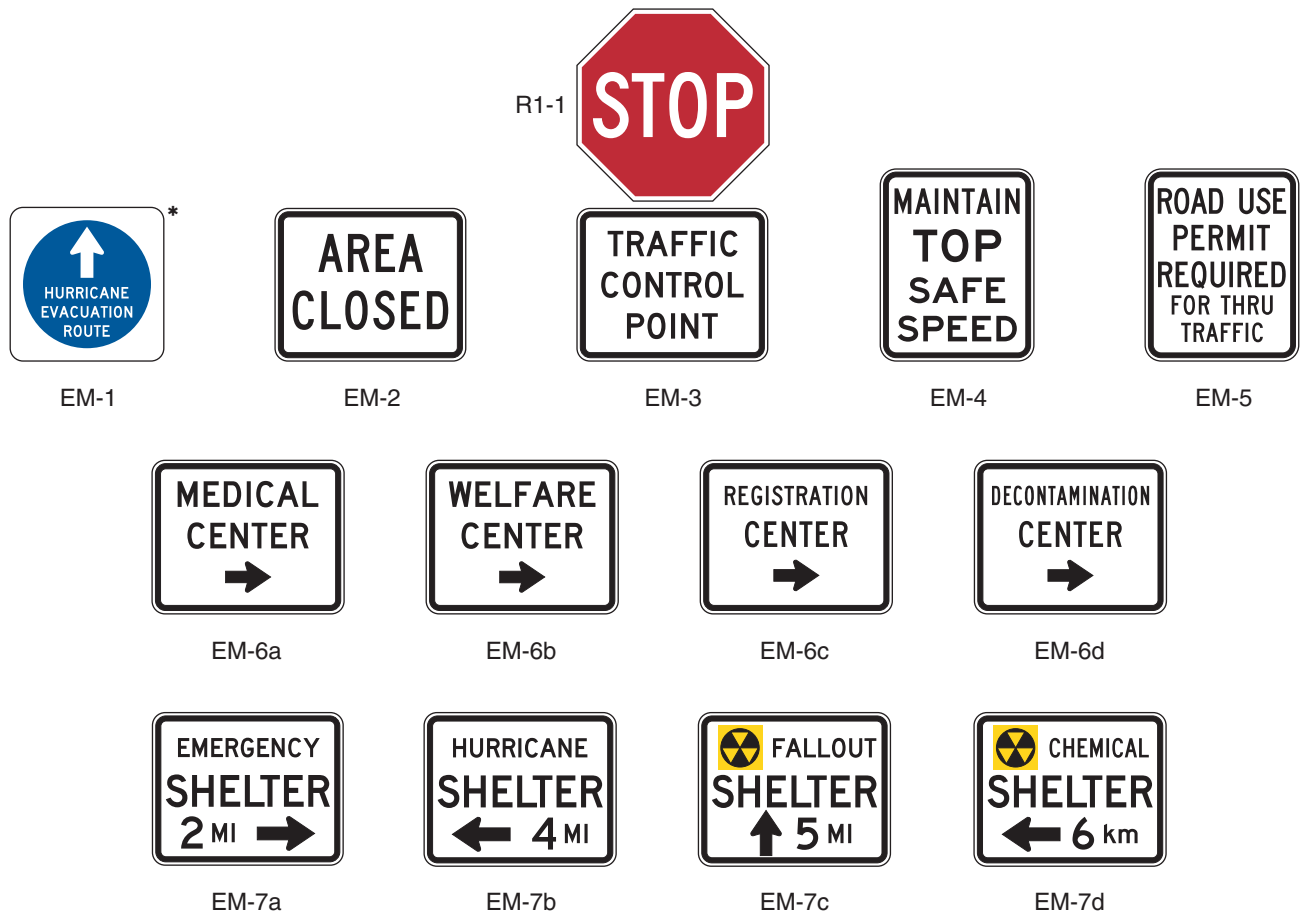 R1-1
STOP
*
HURRICANE
EVACUATION
ROUTE
EM-1
AREA
CLOSED
EM-2
TRAFFIC
CONTROL
POINT
EM-3
MAINTAIN
TOP
SAFE
SPEED
EM-4
ROAD USE
PERMIT
REQUIRED
FOR THRU
TRAFFIC
EM-5
MEDICAL
CENTER
EM-6a
WELFARE
CENTER
EM-6b
REGISTRATION
CENTER
EM-6c
DECONTAMINATION
CENTER
EM-6d
EMERGENCY
SHELTER
2 MI
EM-7a
HURRICANE
SHELTER
4 MI
EM-7b
FALLOUT
SHELTER
5 MI
EM-7c
CHEMICAL
SHELTER
6 km
EM-7d